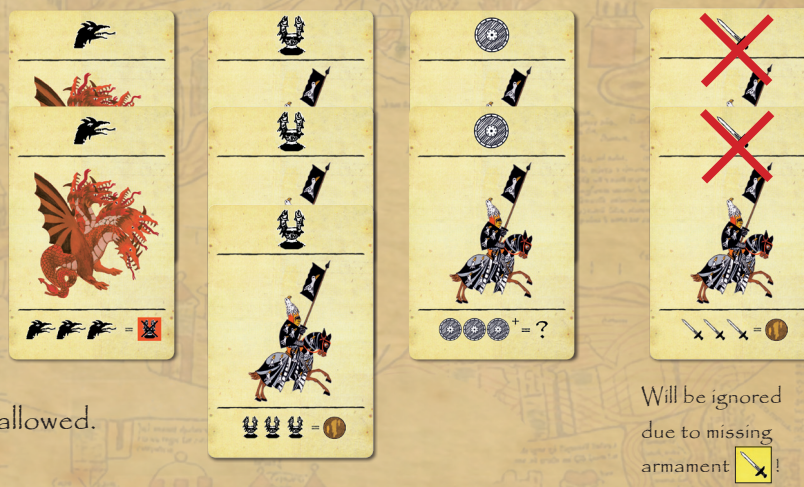 = 
= 
+ = ?
=
allowed.
Will be ignored
due to missing
armament !